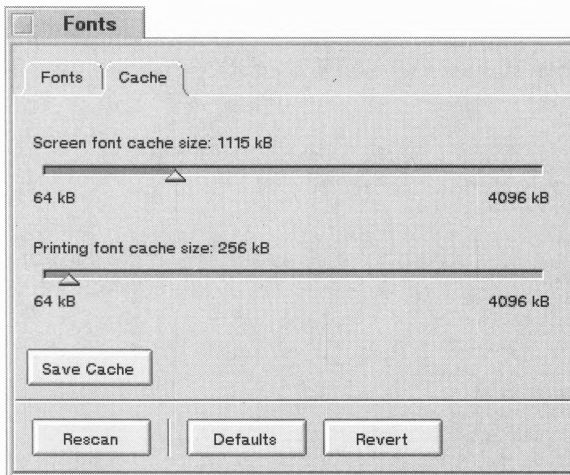 Fonts
Fonts Cache
Screen font cache size: 1115 kB
64 kB 4096 kB
Printing font cache size: 256 kB
64 kB 4096 kB
Save Cache
Rescan Defaults Revert